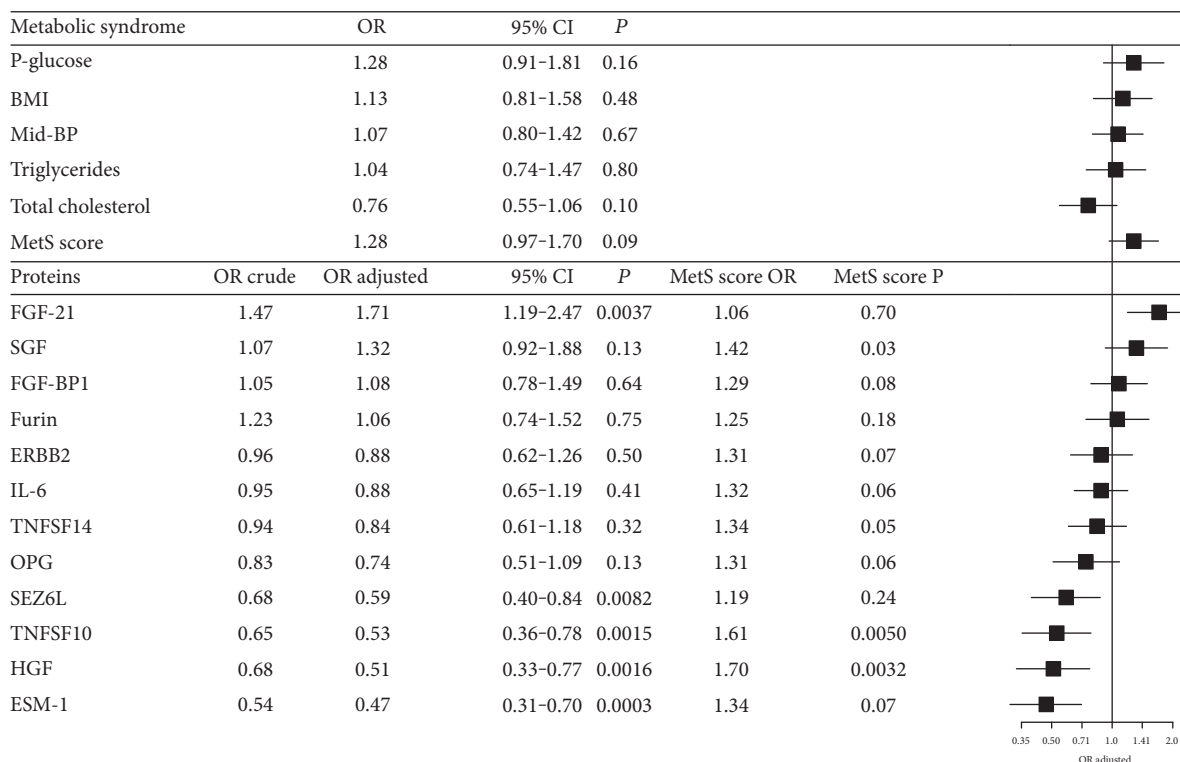 Metabolic syndrome OR 95% CI P
P-glucose 1.28 0.91–1.81 0.16
BMI 1.13 0.81–1.58 0.48
Mid-BP 1.07 0.80–1.42 0.67
Triglycerides 1.04 0.74–1.47 0.80
Total cholesterol 0.76 0.55–1.06 0.10
MetS score 1.28 0.97–1.70 0.09
Proteins OR crude OR adjusted 95% CI P MetS score OR MetS score P
FGF-21 1.47 1.71 1.19–2.47 0.0037 1.06 0.70
SGF 1.07 1.32 0.92–1.88 0.13 1.42 0.03
FGF-BP1 1.05 1.08 0.78–1.49 0.64 1.29 0.08
Furin 1.23 1.06 0.74–1.52 0.75 1.25 0.18
ERBB2 0.96 0.88 0.62–1.26 0.50 1.31 0.07
IL-6 0.95 0.88 0.65–1.19 0.41 1.32 0.06
TNFSF14 0.94 0.84 0.61–1.18 0.32 1.34 0.05
OPG 0.83 0.74 0.51–1.09 0.13 1.31 0.06
SEZ6L 0.68 0.59 0.40–0.84 0.0082 1.19 0.24
TNFSF10 0.65 0.53 0.36–0.78 0.0015 1.61 0.0050
HGF 0.68 0.51 0.33–0.77 0.0016 1.70 0.0032
ESM-1 0.54 0.47 0.31–0.70 0.0003 1.34 0.07
0.35 0.50 0.71 1.0 1.41 2.0
OR adjusted